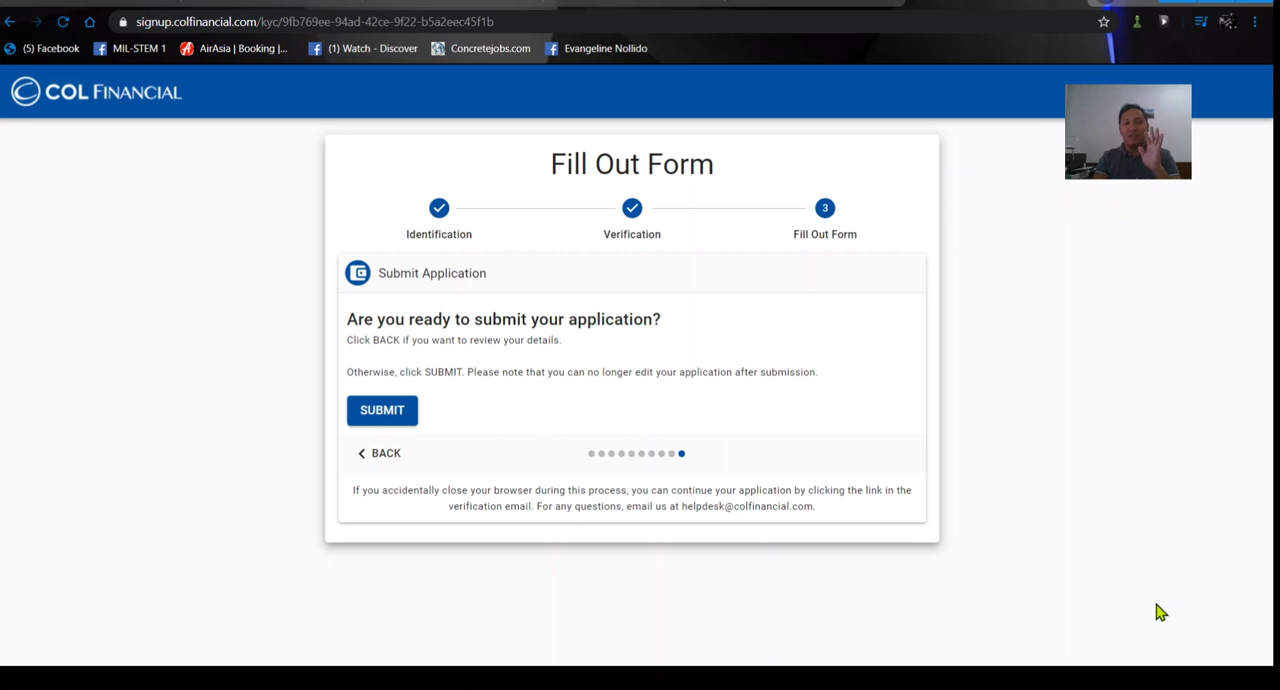 signup.colfinancial.com/kyc/9fb769ee-94ad-42ce-9f22-b5a2eec45f1b
(5) Facebook MIL-STEM 1 AirAsia | Booking |... (1) Watch - Discover Concretejobs.com Evangeline Nollido
COL FINANCIAL
Fill Out Form
3
Identification Verification Fill Out Form
Submit Application
Are you ready to submit your application?
Click BACK if you want to review your details.
Otherwise, click SUBMIT. Please note that you can no longer edit your application after submission.
SUBMIT
BACK
If you accidentally close your browser during this process, you can continue your application by clicking the link in the
verification email. For any questions, email us at helpdesk@colfinancial.com.